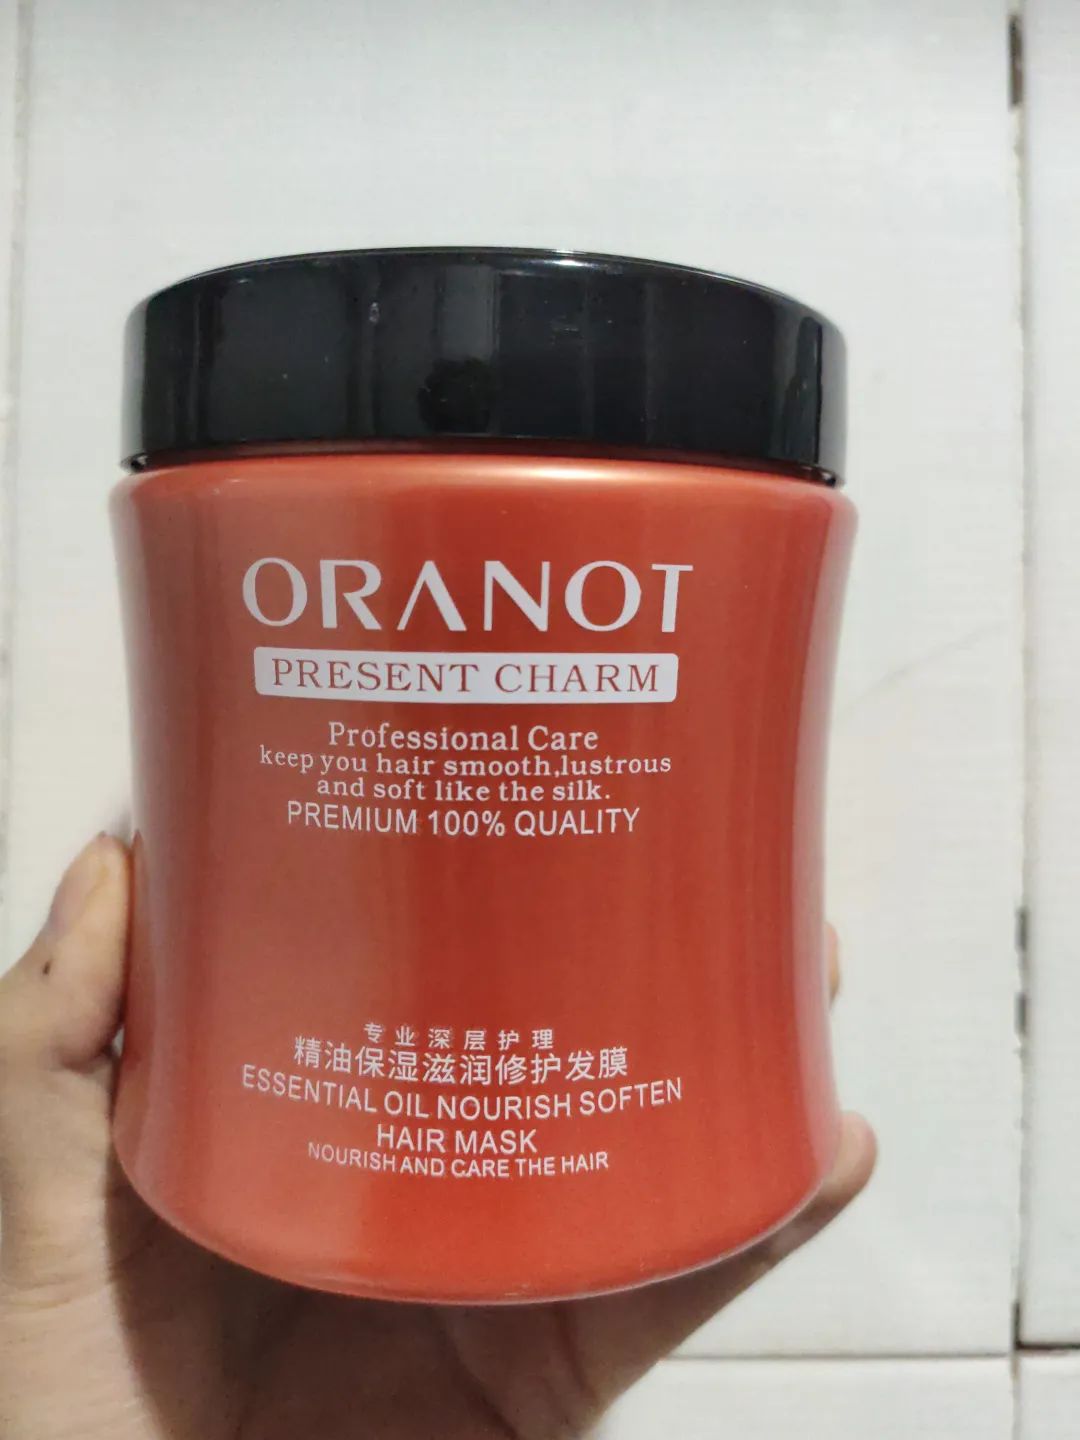 ORANOT
PRESENT CHARM
Professional Care
keep you hair smooth,lustrous
and soft like the silk.
PREMIUM 100% QUALITY
专业深层护理
精油保湿滋润修护发膜
ESSENTIAL OIL NOURISH SOFTEN
HAIR MASK
NOURISH AND CARE THE HAIR